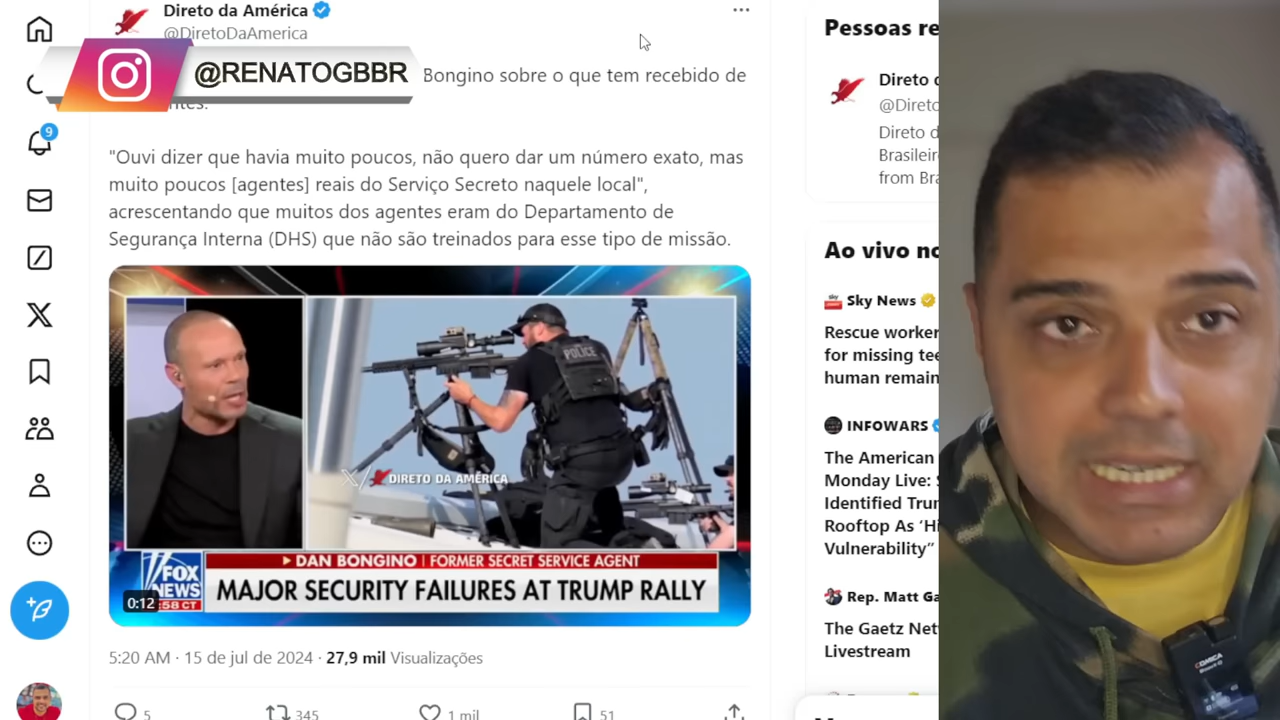 Direto da América
@DiretoDaAmerica
@RENATOGBBR
Bongino sobre o que tem recebido de
"Ouvi dizer que havia muito poucos, não quero dar um número exato, mas
muito poucos [agentes] reais do Serviço Secreto naquele local",
acrescentando que muitos dos agentes eram do Departamento de
Segurança Interna (DHS) que não são treinados para esse tipo de missão.
POLICE
DIRETO DA AMÉRICA
DAN BONGINO | FORMER SECRET SERVICE AGENT
FOX
NEWS
MAJOR SECURITY FAILURES AT TRUMP RALLY
0:12
:58 CT
5:20 AM · 15 de jul de 2024 · 27,9 mil Visualizações
5
345
1 mil
51
9
Pessoas re
Direto d
@Direto
Direto d
Brasileir
from Bra
Ao vivo no
Sky News
Rescue worker
for missing tee
human remain
INFOWARS
The American
Monday Live: S
Identified Trum
Rooftop As 'Hi
Vulnerability"
Rep. Matt Ga
The Gaetz Net
Livestream
COMICA